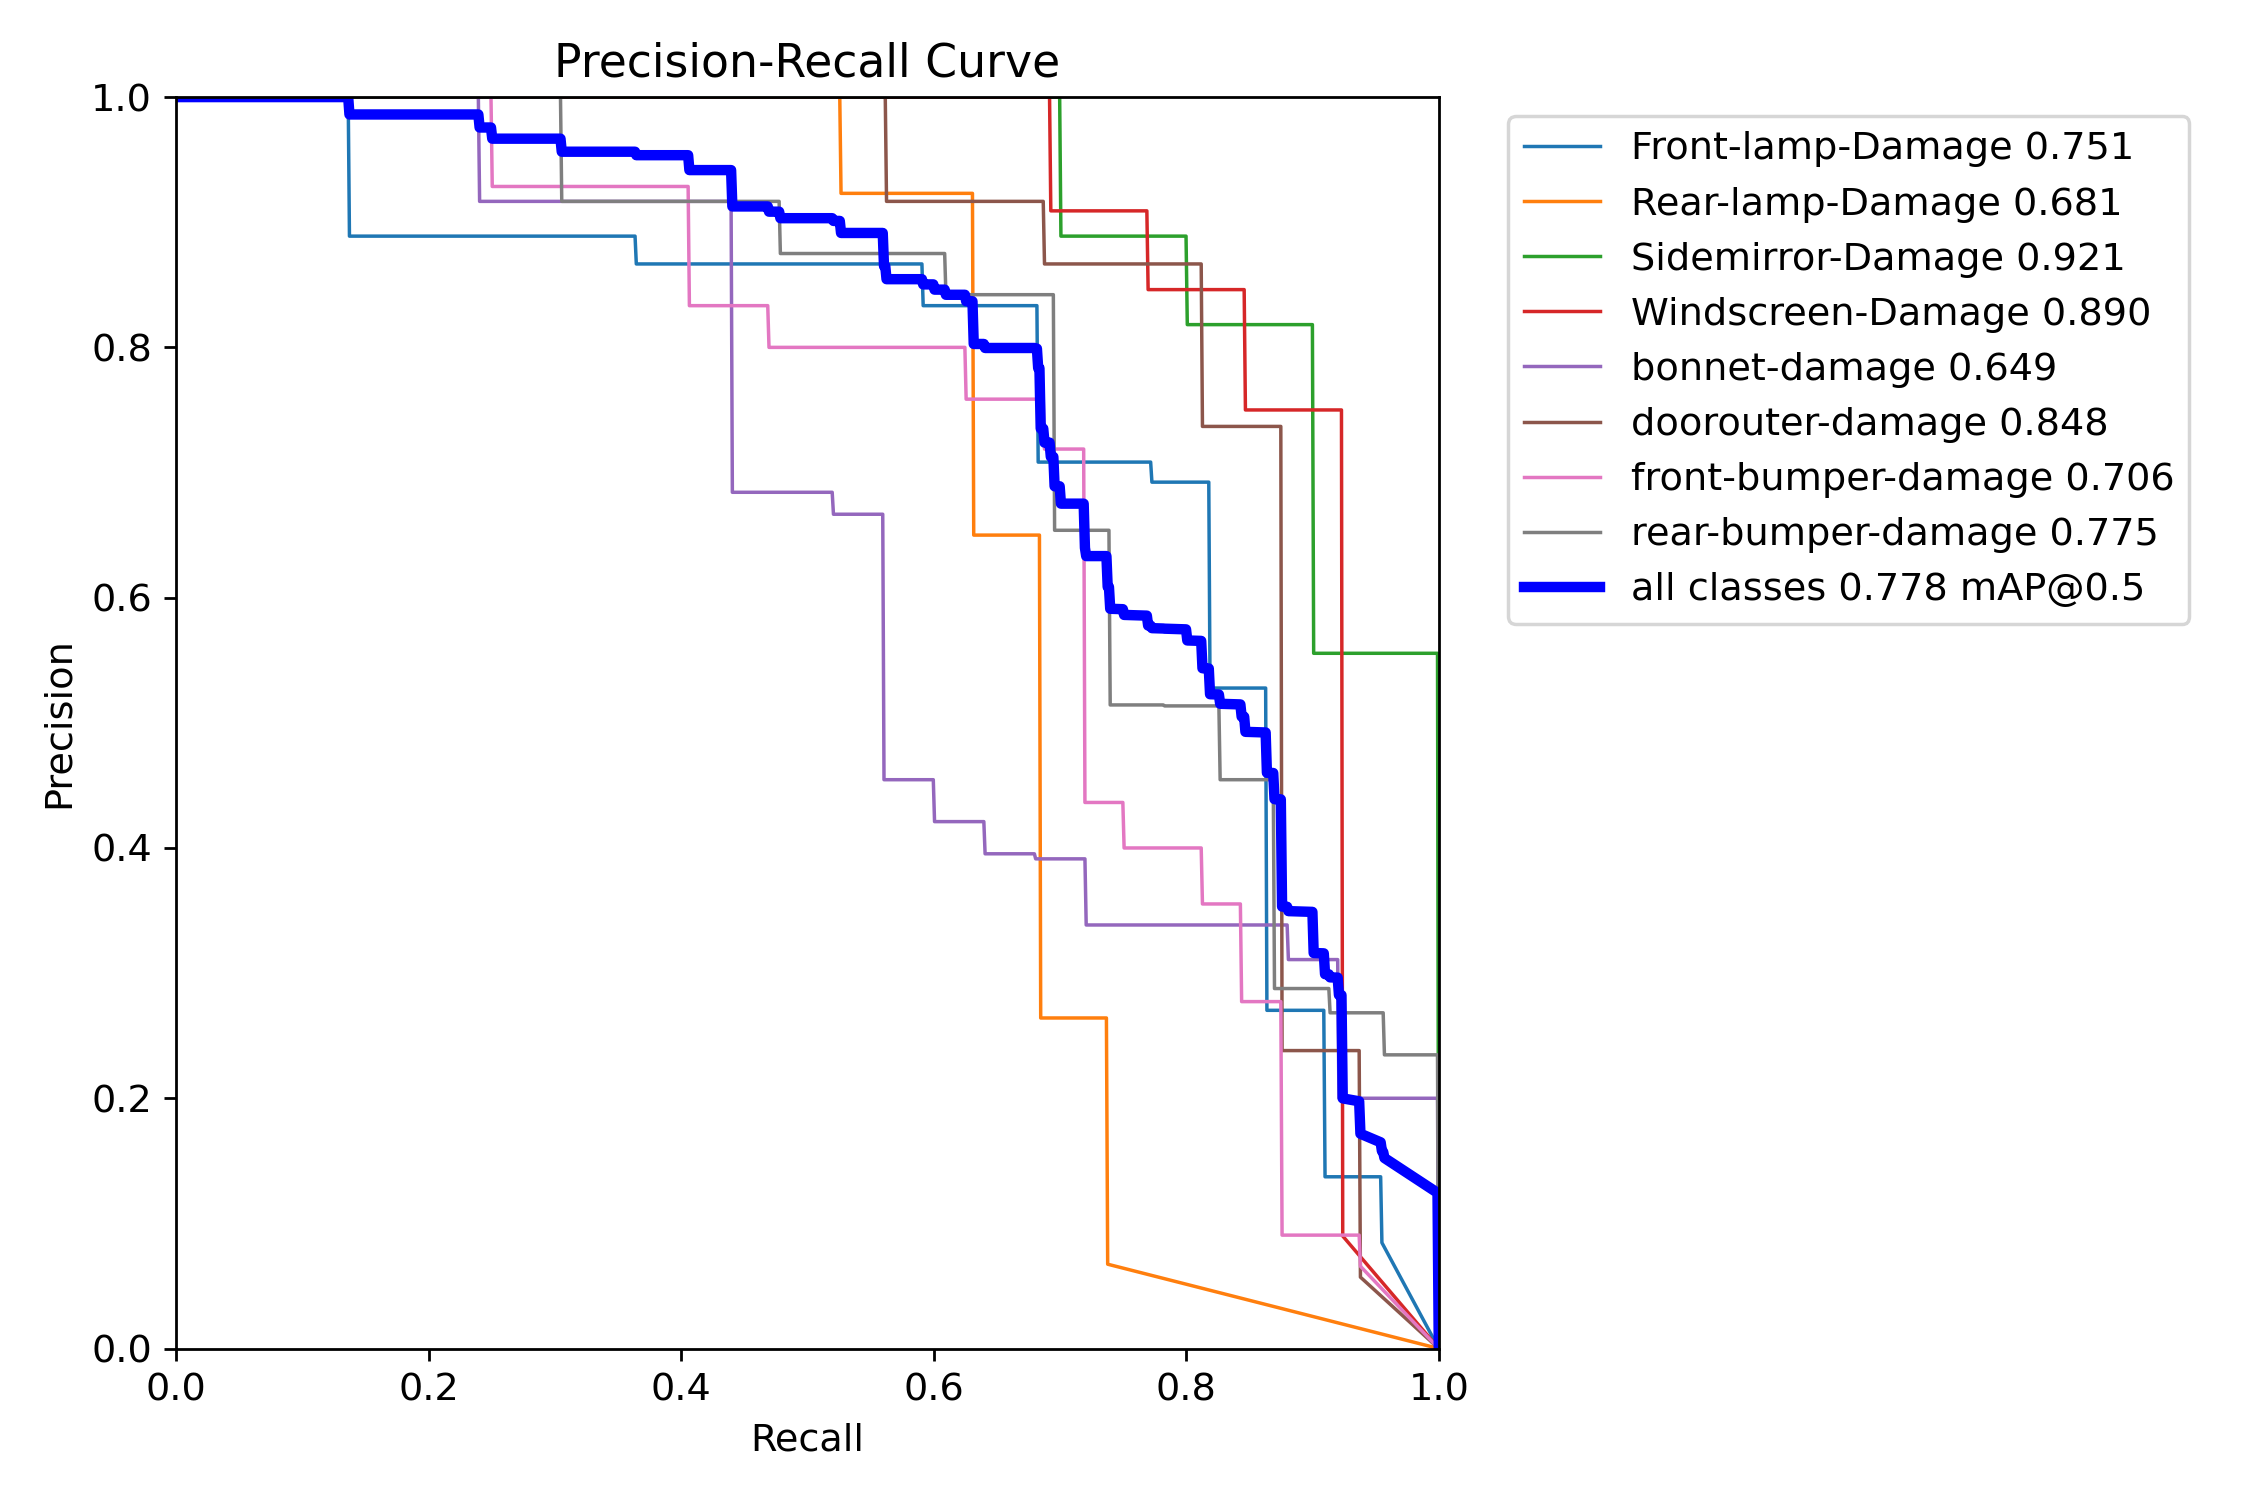 Precision-Recall Curve
1.0
0.8
0.6
0.4
0.2
0.0
Precision
0.0 0.2 0.4 0.6 0.8 1.0
Recall
Front-lamp-Damage 0.751
Rear-lamp-Damage 0.681
Sidemirror-Damage 0.921
Windscreen-Damage 0.890
bonnet-damage 0.649
doorouter-damage 0.848
front-bumper-damage 0.706
rear-bumper-damage 0.775
all classes 0.778 mAP@0.5